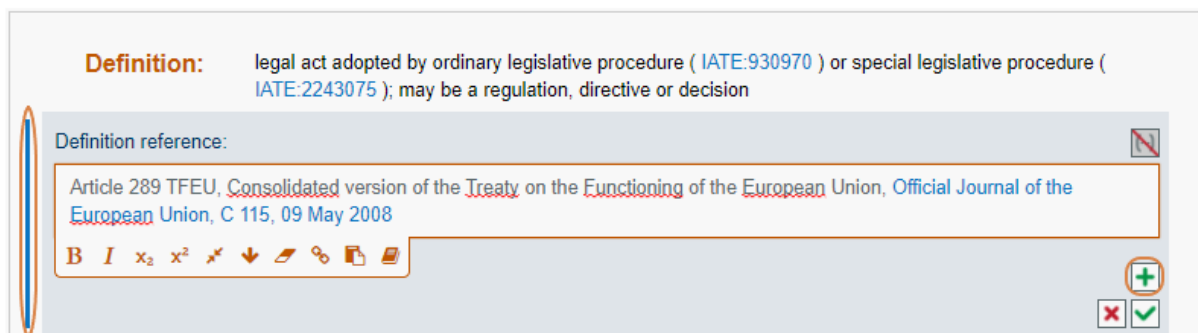 Definition: legal act adopted by ordinary legislative procedure ( IATE:930970 ) or special legislative procedure (
IATE:2243075 ); may be a regulation, directive or decision
Definition reference:
Article 289 TFEU, Consolidated version of the Treaty on the Functioning of the European Union, Official Journal of the
European Union, C 115, 09 May 2008
B I x₂ x²